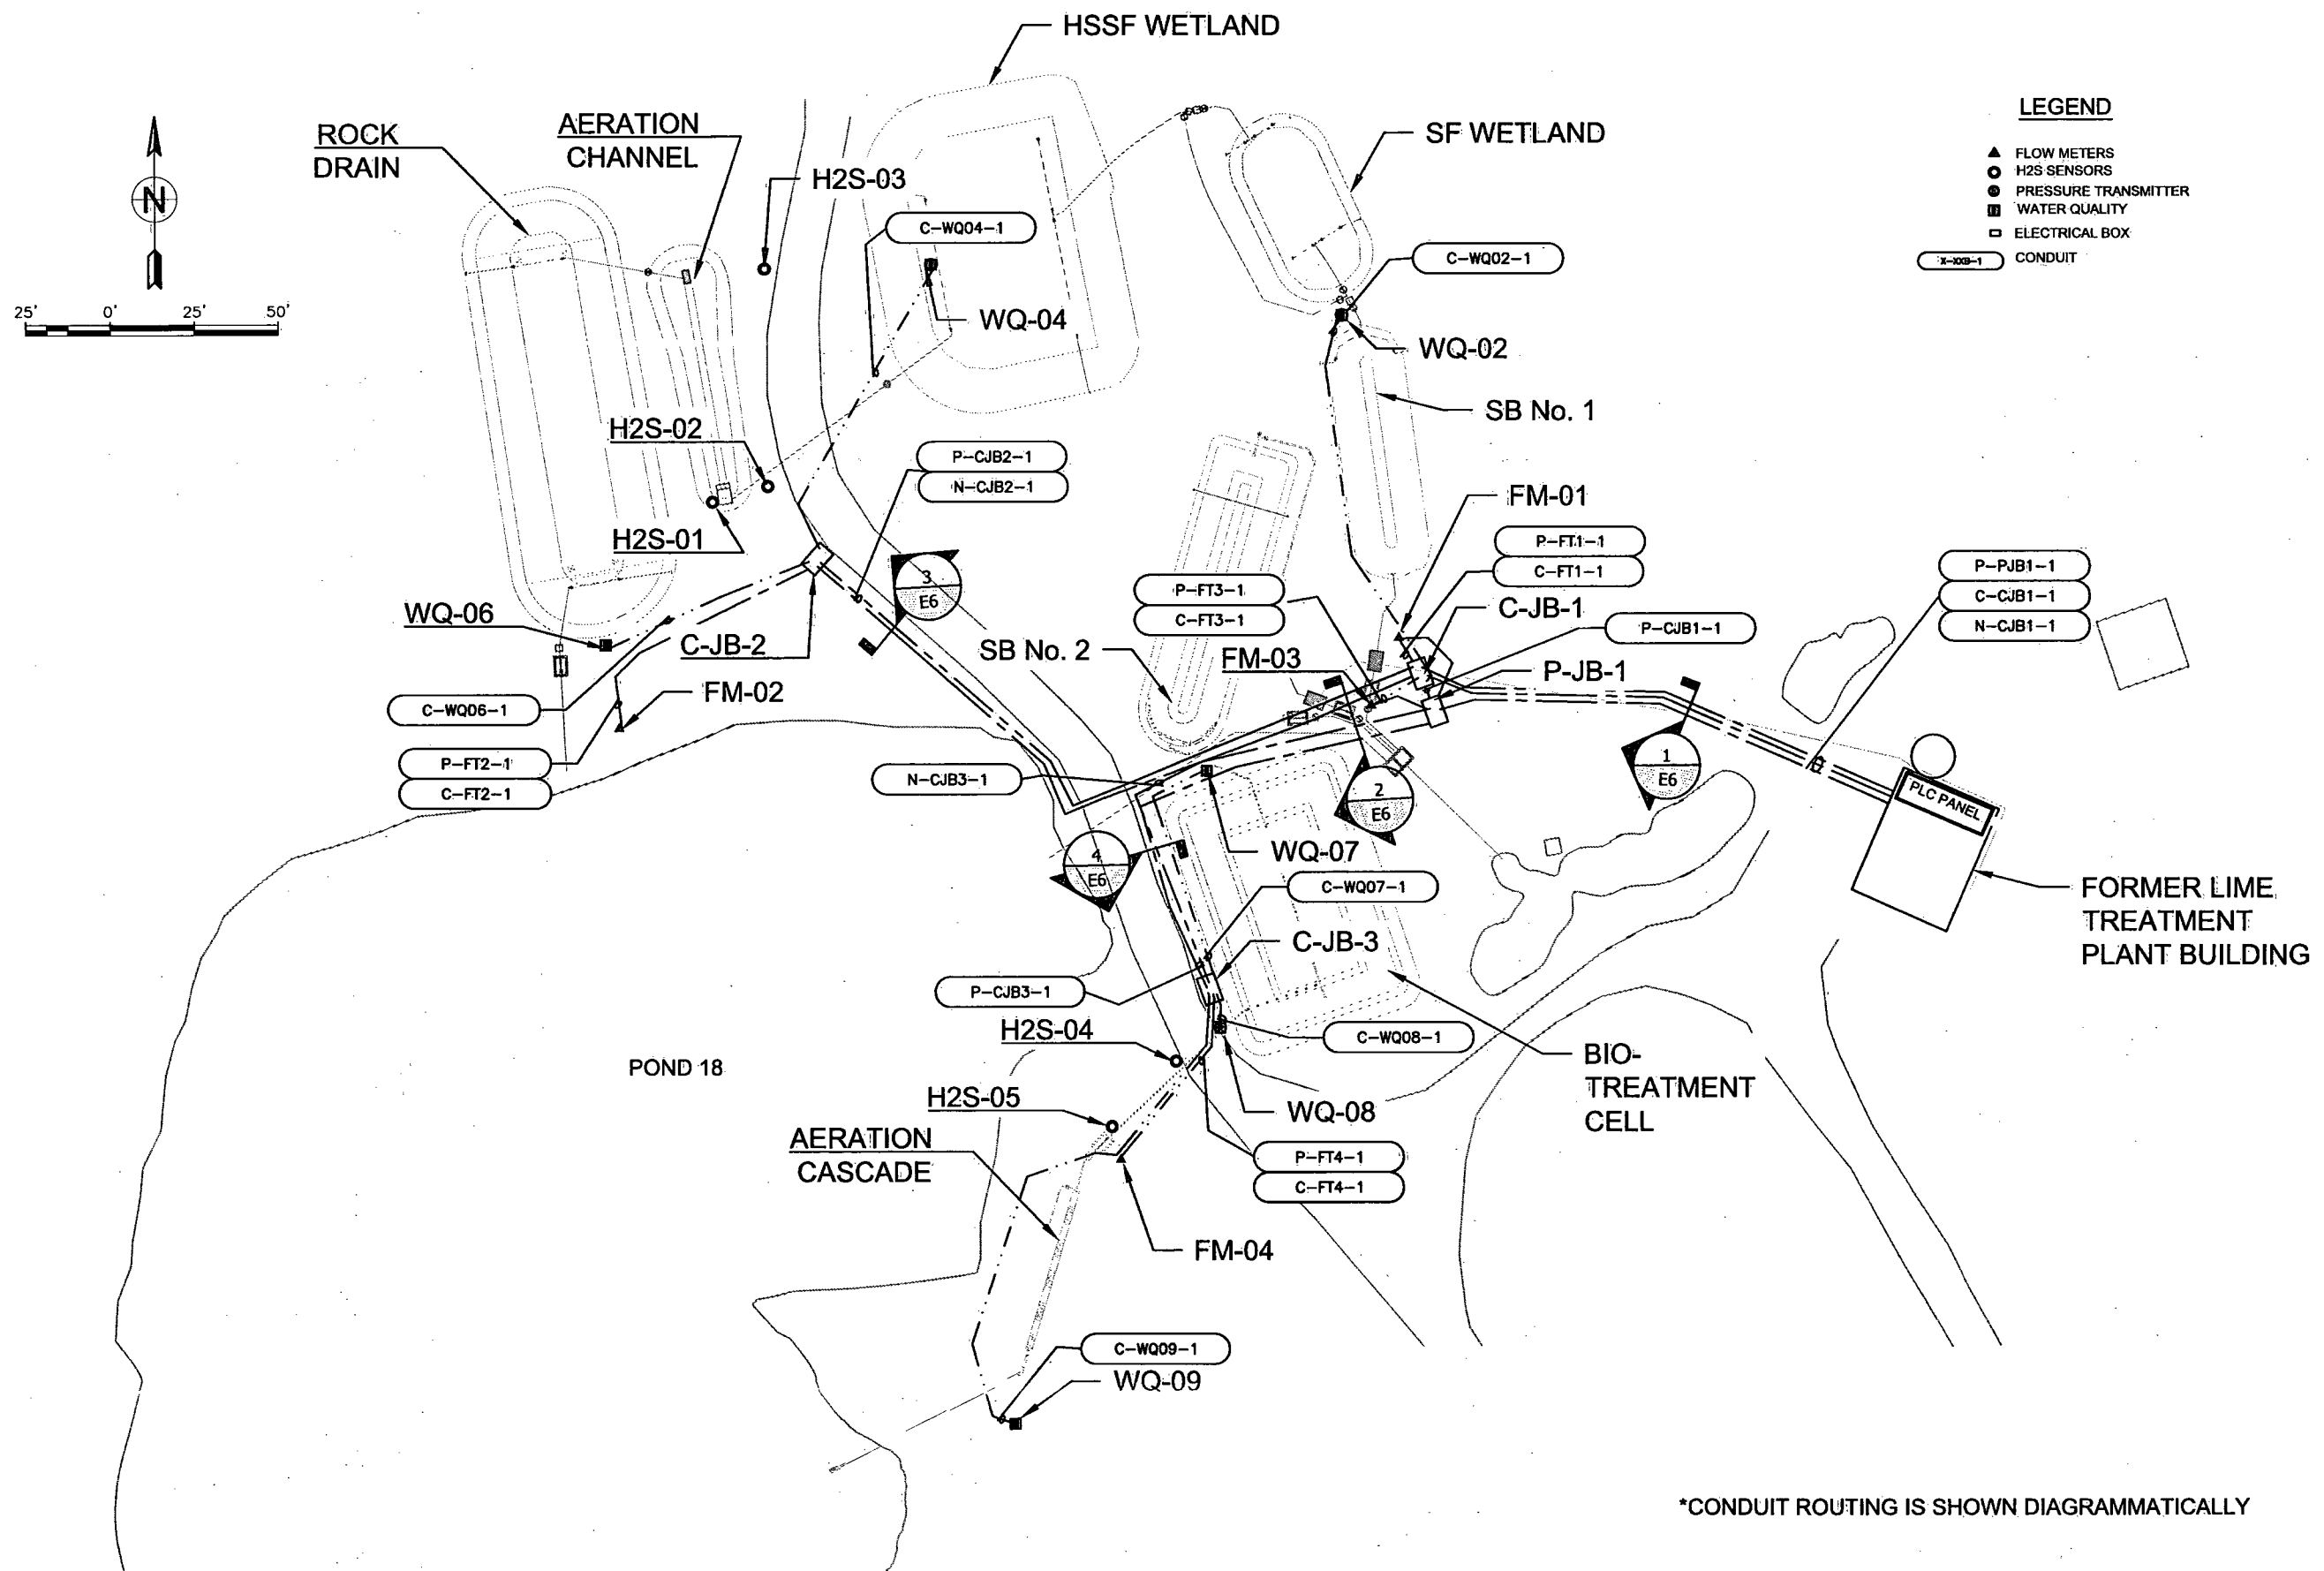 HSSF WETLAND
ROCK
DRAIN
AERATION
CHANNEL
SF WETLAND
LEGEND
FLOW METERS
H2S SENSORS
PRESSURE TRANSMITTER
WATER QUALITY
ELECTRICAL BOX
X-XXB-1
CONDUIT
N
25'
0'
25'
50'
H2S-03
C-WQ04-1
C-WQ02-1
WQ-04
WQ-02
SB No. 1
H2S-02
P-CJB2-1
N-CJB2-1
H2S-01
FM-01
P-FT1-1
C-FT1-1
P-PJB1-1
C-CJB1-1
N-CJB1-1
3
E6
P-FT3-1
C-FT3-1
C-JB-1
P-CJB1-1
WQ-06
C-JB-2
SB No. 2
FM-03
P-JB-1
FM-02
C-WQ06-1
P-FT2-1
C-FT2-1
N-CJB3-1
1
E6
2
E6
PLC PANEL
4
E6
WQ-07
C-WQ07-1
FORMER LIME
TREATMENT
PLANT BUILDING
C-JB-3
P-CJB3-1
H2S-04
C-WQ08-1
POND 18
BIO-
TREATMENT
CELL
H2S-05
WQ-08
AERATION
CASCADE
P-FT4-1
C-FT4-1
FM-04
C-WQ09-1
WQ-09
*CONDUIT ROUTING IS SHOWN DIAGRAMMATICALLY